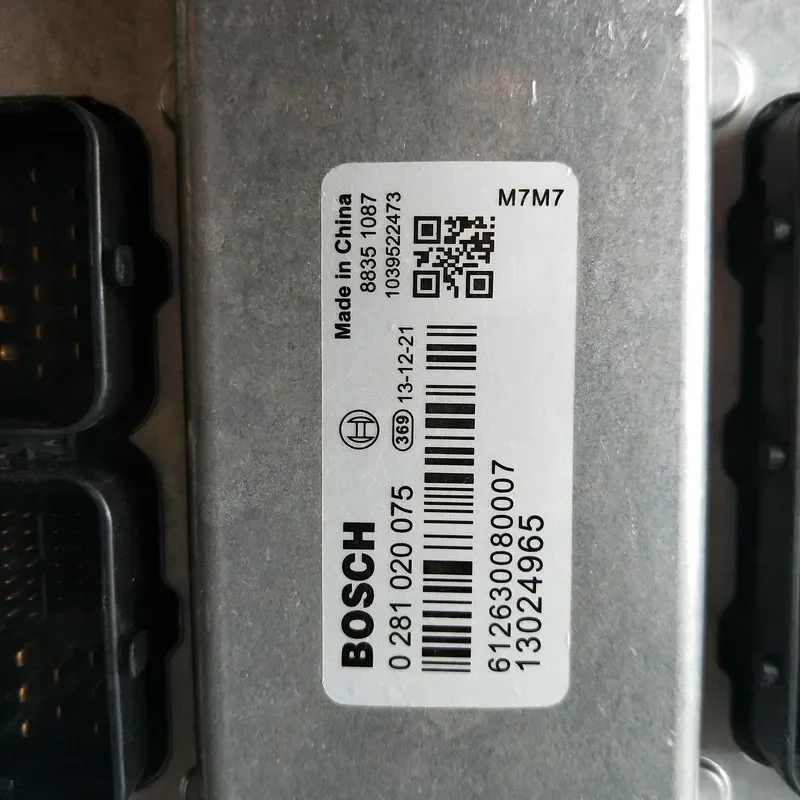 BOSCH
0 281 020 075
369 13-12-21
Made in China
8835 1087
1039522473
M7M7
612630080007
13024965